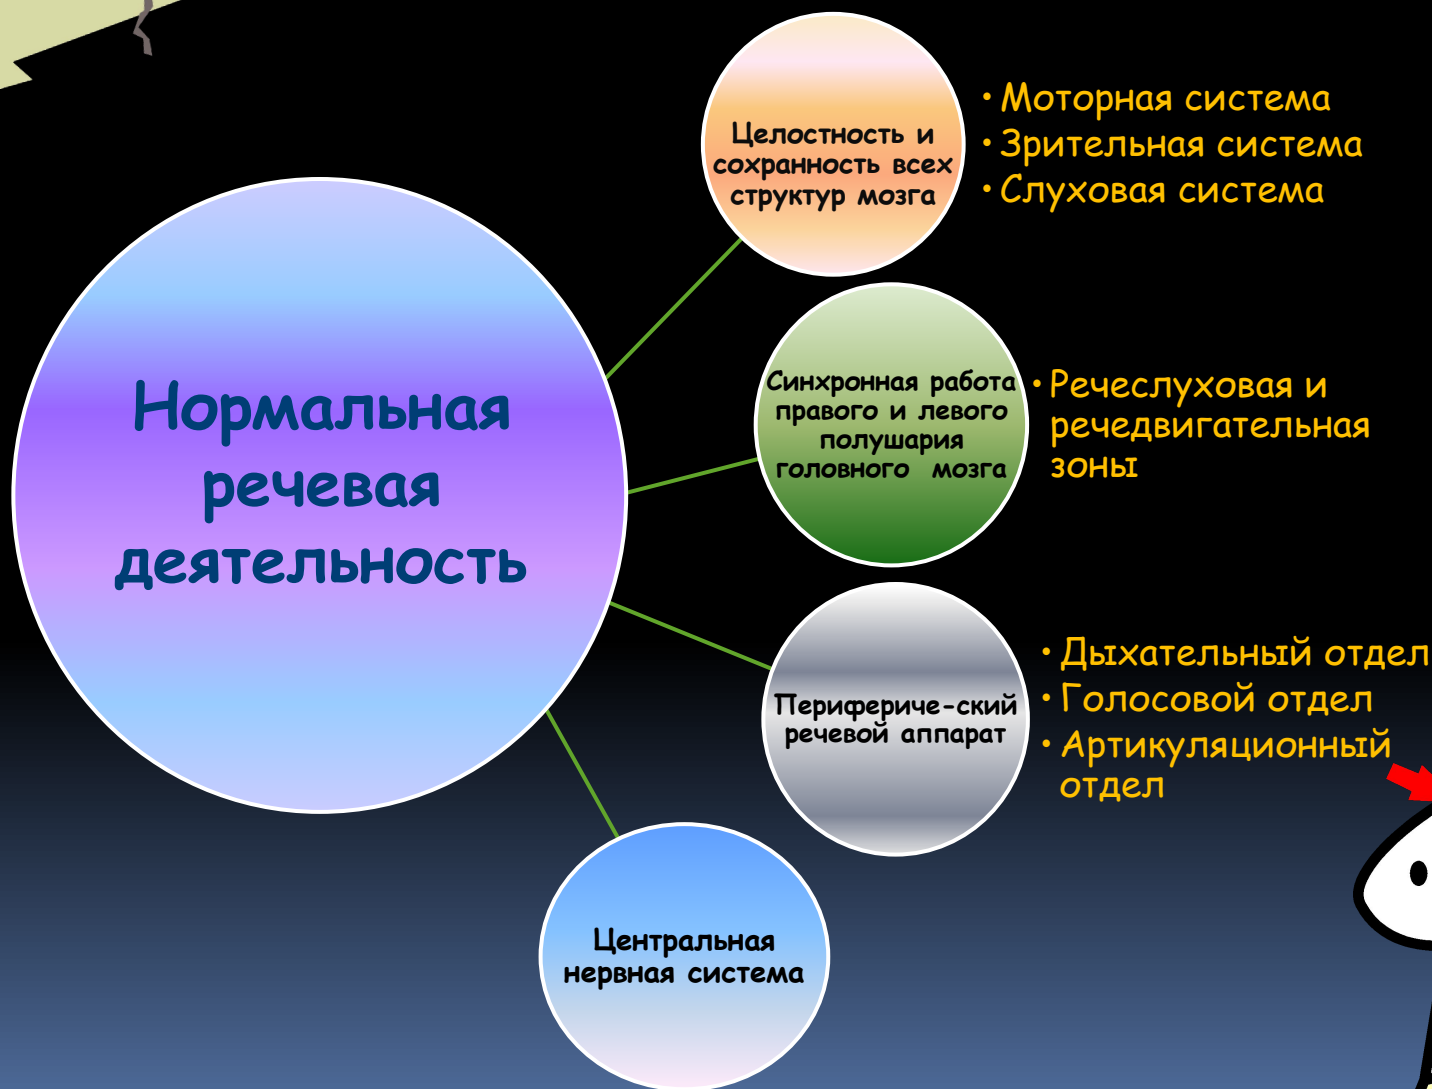 Нормальная
речевая
деятельность
Целостность и
сохранность всех
структур мозга
• Моторная система
• Зрительная система
• Слуховая система
Синхронная работа
правого и левого
полушария
головного мозга
• Речеслуховая и
речедвигательная
зоны
Перифериче-ский
речевой аппарат
• Дыхательный отдел
• Голосовой отдел
• Артикуляционный
отдел
Центральная
нервная система